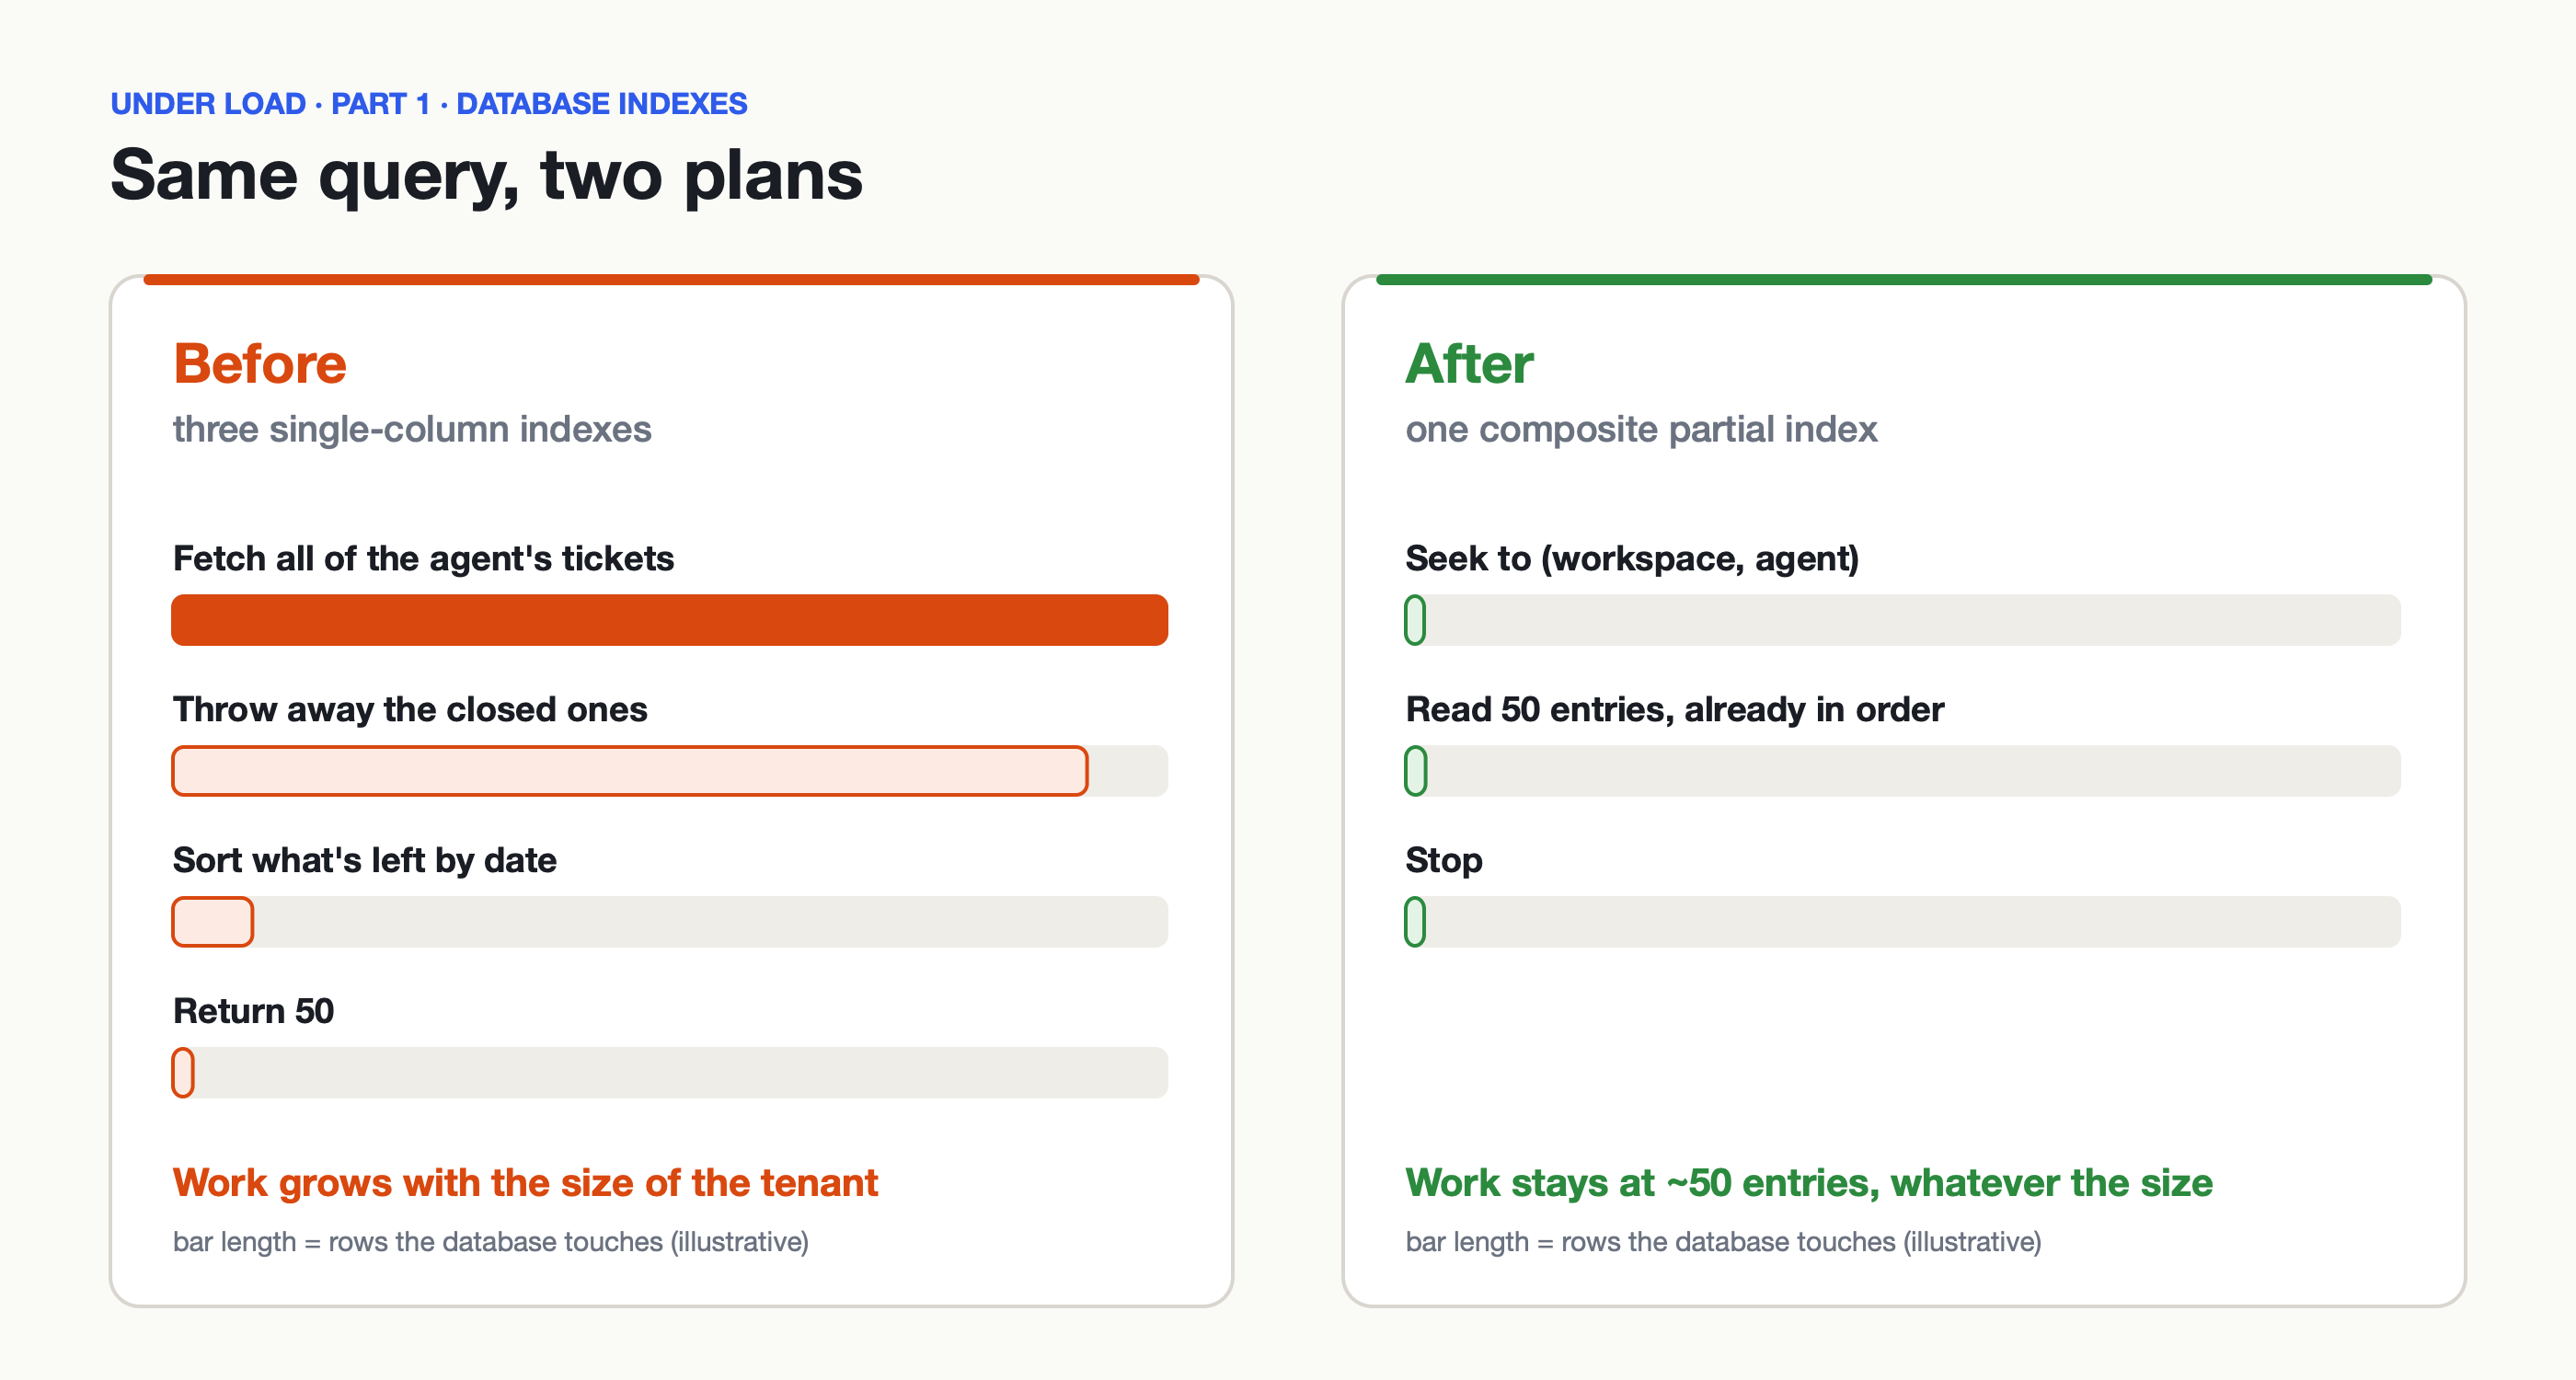 UNDER LOAD · PART 1 · DATABASE INDEXES
Same query, two plans
Before
three single-column indexes
Fetch all of the agent's tickets
Throw away the closed ones
Sort what's left by date
Return 50
Work grows with the size of the tenant
bar length = rows the database touches (illustrative)
After
one composite partial index
Seek to (workspace, agent)
Read 50 entries, already in order
Stop
Work stays at ~50 entries, whatever the size
bar length = rows the database touches (illustrative)